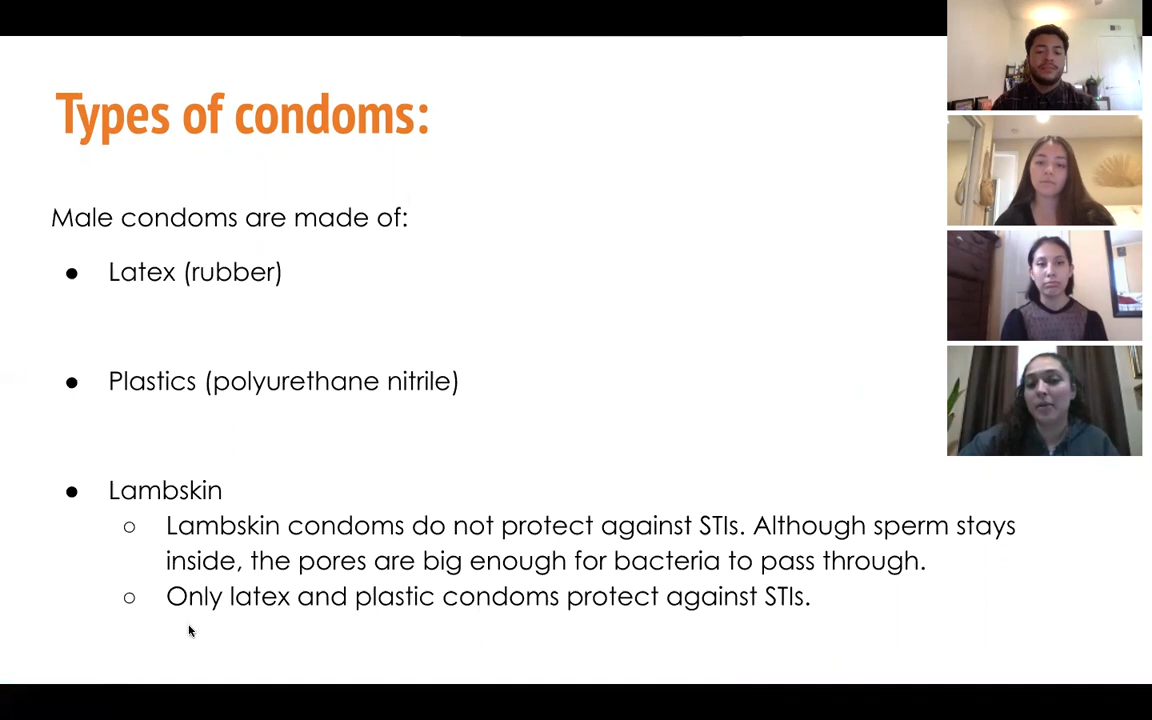 Types of condoms:
Male condoms are made of:
● Latex (rubber)
● Plastics (polyurethane nitrile)
● Lambskin
○ Lambskin condoms do not protect against STIs. Although sperm stays
inside, the pores are big enough for bacteria to pass through.
○ Only latex and plastic condoms protect against STIs.